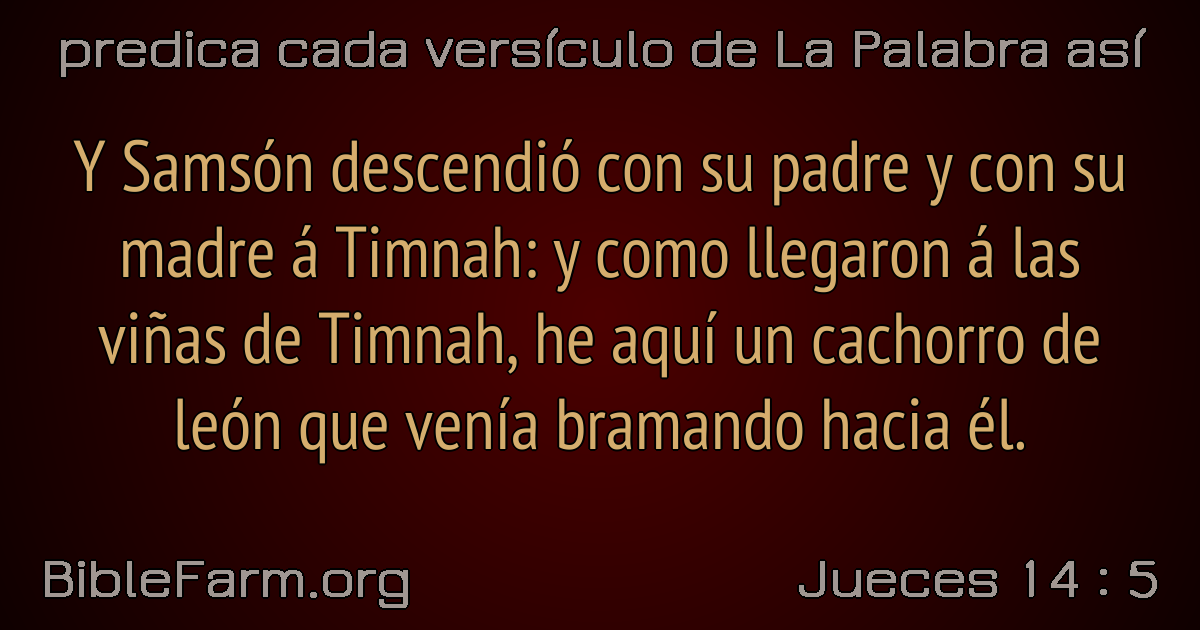 predica cada versículo de La Palabra así
Y Samsón descendió con su padre y con su
madre á Timnah: y como llegaron á las
viñas de Timnah, he aquí un cachorro de
león que venía bramando hacia él.
BibleFarm.org
Jueces 14 : 5